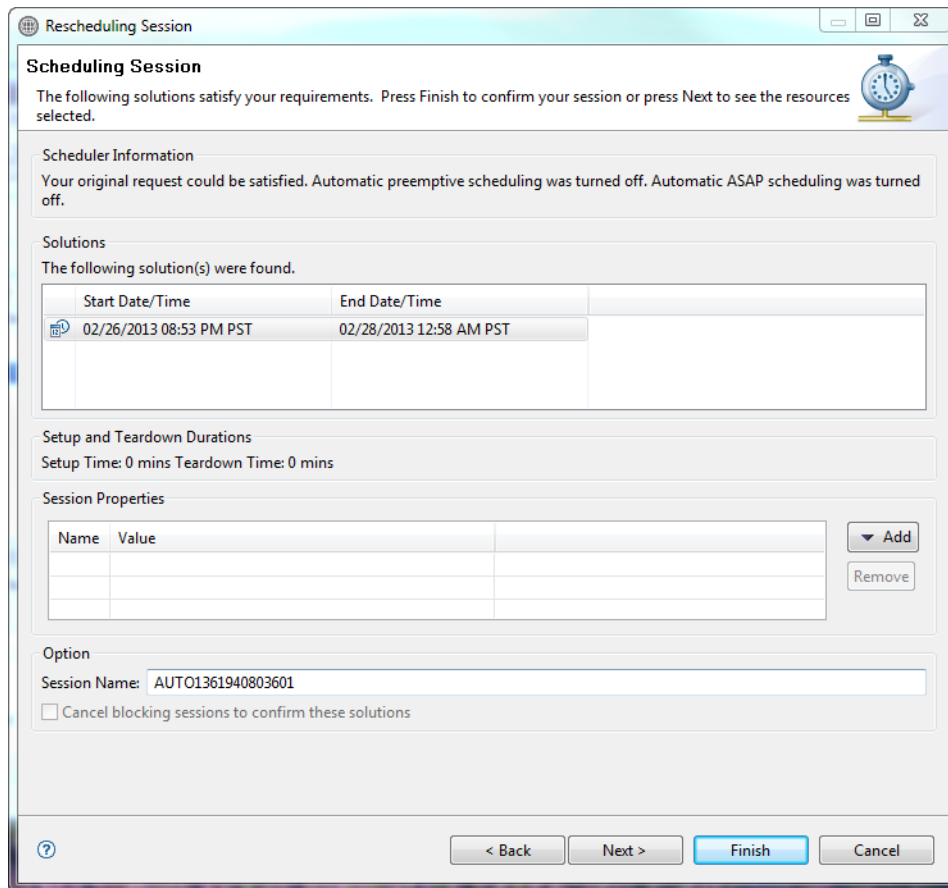 Rescheduling Session
Scheduling Session
The following solutions satisfy your requirements. Press Finish to confirm your session or press Next to see the resources
selected.
Scheduler Information
Your original request could be satisfied. Automatic preemptive scheduling was turned off. Automatic ASAP scheduling was turned
off.
Solutions
The following solution(s) were found.
Start Date/Time End Date/Time
12 02/26/2013 08:53 PM PST 02/28/2013 12:58 AM PST
Setup and Teardown Durations
Setup Time: 0 mins Teardown Time: 0 mins
Session Properties
Name Value
Add
Remove
Option
Session Name: AUTO1361940803601
Cancel blocking sessions to confirm these solutions
? < Back Next > Finish Cancel